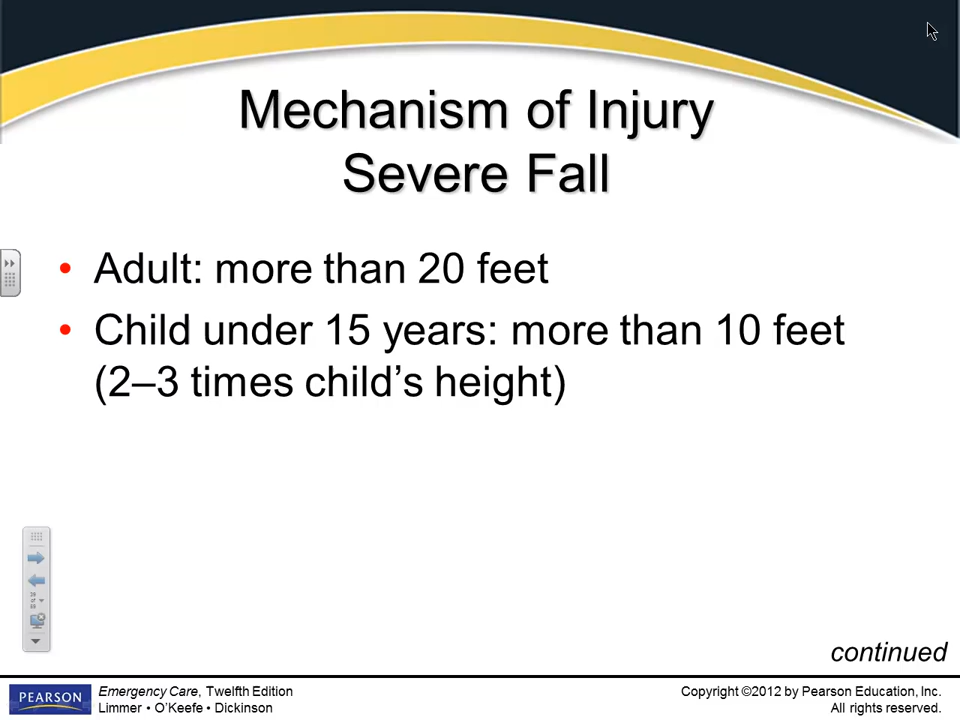 Mechanism of Injury
Severe Fall
• Adult: more than 20 feet
• Child under 15 years: more than 10 feet
(2–3 times child’s height)
continued
PEARSON
Emergency Care, Twelfth Edition
Limmer • O’Keefe • Dickinson
Copyright ©2012 by Pearson Education, Inc.
All rights reserved.